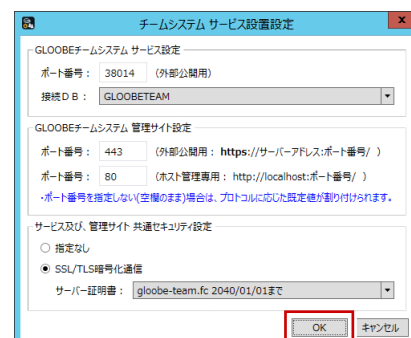 チームシステム サービス設置設定
GLOOBEチームシステム サービス設定
ポート番号： 38014 （外部公開用）
接続ＤＢ： GLOOBETEAM
GLOOBEチームシステム 管理サイト設定
ポート番号： 443 （外部公開用： https://サーバーアドレス:ポート番号/ ）
ポート番号： 80 （ホスト管理専用： http://localhost:ポート番号/ ）
・ポート番号を指定しない(空欄のまま)場合は、プロトコルに応じた既定値が割り付けられます。
サービス及び、管理サイト 共通セキュリティ設定
指定なし
SSL/TLS暗号化通信
サーバー証明書： gloobe-team.fc 2040/01/01まで
OK キャンセル